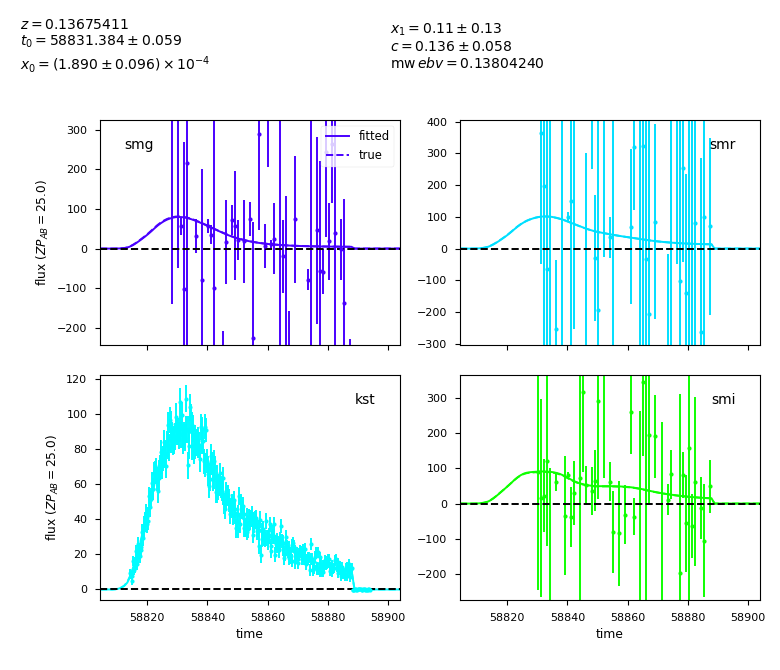 z = 0.13675411
t₀ = 58831.384 ± 0.059
x₀ = (1.890 ± 0.096) × 10⁻⁴
x₁ = 0.11 ± 0.13
c = 0.136 ± 0.058
mw ebv = 0.13804240
smg
fitted
true
300
200
100
0
−100
−200
flux (ZP_AB = 25.0)
smr
400
300
200
100
0
−100
−200
−300
kst
120
100
80
60
40
20
0
flux (ZP_AB = 25.0)
58820 58840 58860 58880 58900
time
smi
300
200
100
0
−100
−200
58820 58840 58860 58880 58900
time